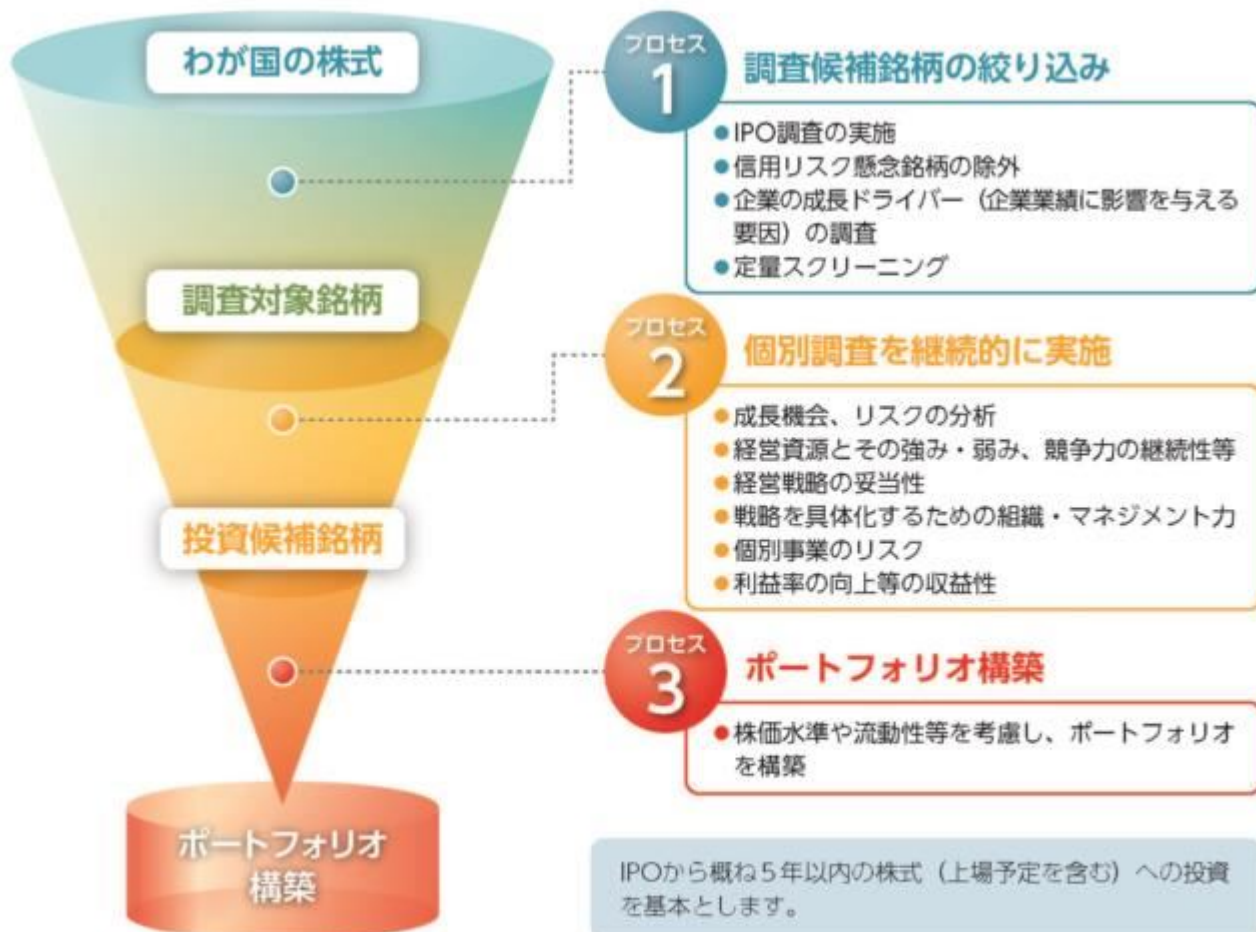 わが国の株式
調査対象銘柄
投資候補銘柄
ポートフォリオ
構築
プロセス
1
調査候補銘柄の絞り込み
●IPO調査の実施
●信用リスク懸念銘柄の除外
●企業の成長ドライバー（企業業績に影響を与える
要因）の調査
●定量スクリーニング
プロセス
2
個別調査を継続的に実施
●成長機会、リスクの分析
●経営資源とその強み・弱み、競争力の継続性等
●経営戦略の妥当性
●戦略を具体化するための組織・マネジメント力
●個別事業のリスク
●利益率の向上等の収益性
プロセス
3
ポートフォリオ構築
●株価水準や流動性等を考慮し、ポートフォリオ
を構築
IPOから概ね5年以内の株式（上場予定を含む）への投資
を基本とします。